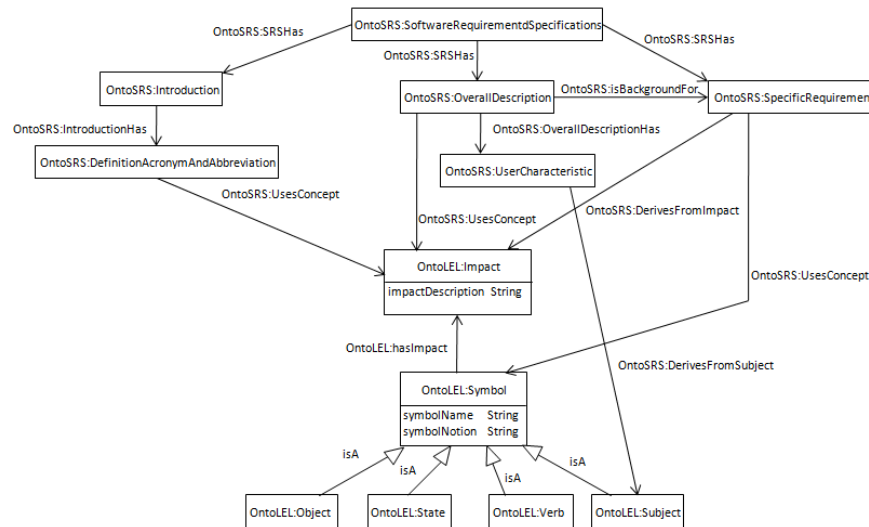 OntoSRS:SoftwareRequirementdSpecifications
OntoSRS:SRSHas
OntoSRS:SRSHas
OntoSRS:SRSHas
OntoSRS:Introduction
OntoSRS:OverallDescription
OntoSRS:isBackgroundFor
OntoSRS:SpecificRequirement
OntoSRS:IntroductionHas
OntoSRS:OverallDescriptionHas
OntoSRS:DefinitionAcronymAndAbbreviation
OntoSRS:UserCharacteristic
OntoSRS:UsesConcept
OntoSRS:DerivesFromImpact
OntoSRS:UsesConcept
OntoLEL:Impact
OntoSRS:UsesConcept
impactDescription String
OntoLEL:hasImpact
OntoSRS:DerivesFromSubject
OntoLEL:Symbol
symbolName String
symbolNotion String
isA
isA
isA
isA
OntoLEL:Object
OntoLEL:State
OntoLEL:Verb
OntoLEL:Subject